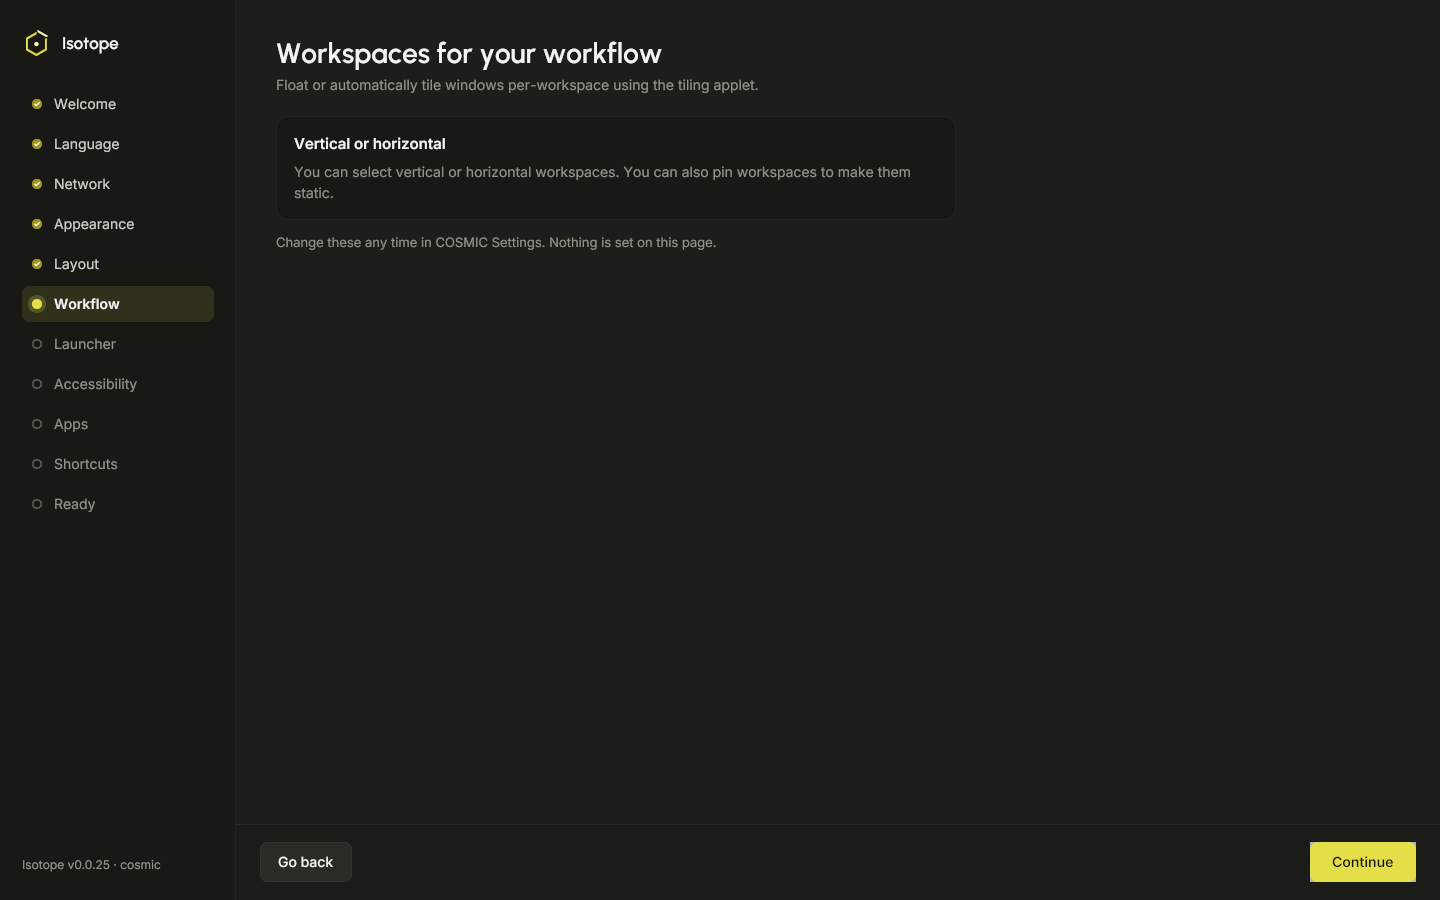 Isotope
Welcome
Language
Network
Appearance
Layout
Workflow
Launcher
Accessibility
Apps
Shortcuts
Ready
Isotope v0.0.25 · cosmic
Workspaces for your workflow
Float or automatically tile windows per-workspace using the tiling applet.
Vertical or horizontal
You can select vertical or horizontal workspaces. You can also pin workspaces to make them
static.
Change these any time in COSMIC Settings. Nothing is set on this page.
Go back
Continue